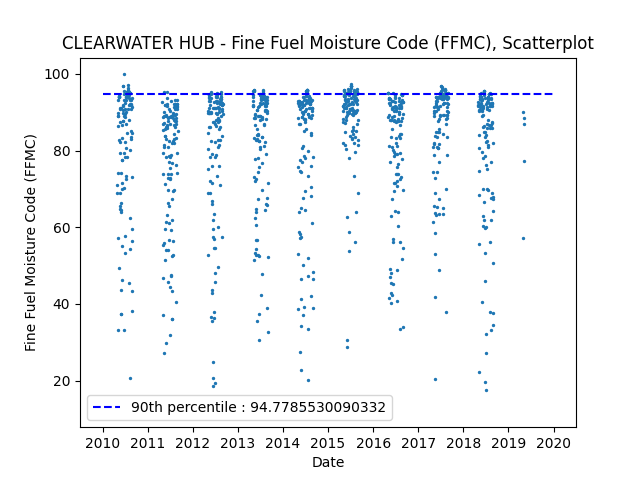 CLEARWATER HUB - Fine Fuel Moisture Code (FFMC), Scatterplot
Fine Fuel Moisture Code (FFMC)
100
80
60
40
20
90th percentile : 94.7785530090332
2010 2011 2012 2013 2014 2015 2016 2017 2018 2019 2020
Date